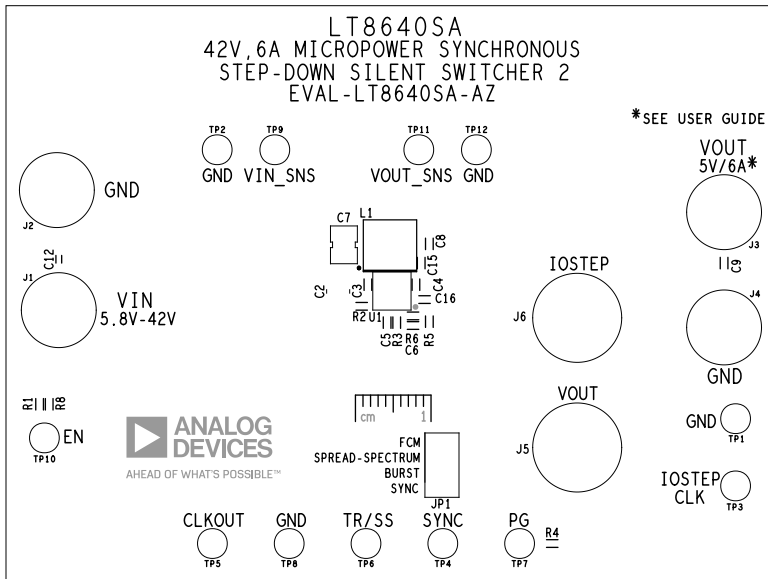 LT8640SA
42V,6A MICROPOWER SYNCHRONOUS
STEP-DOWN SILENT SWITCHER 2
EVAL-LT8640SA-AZ
*SEE USER GUIDE
TP2
TP9
TP11
TP12
GND
VIN_SNS
VOUT_SNS
GND
VOUT
5V/6A*
J3
J2
GND
C7
L1
C8
C15
C12
J1
VIN
5.8V-42V
C2
C3
C4
C16
R2
U1
C5
R3
R6
C6
R5
IOSTEP
J6
C9
J4
GND
R1
R8
EN
TP10
ANALOG
DEVICES
AHEAD OF WHAT'S POSSIBLE™
cm 1
FCM
SPREAD-SPECTRUM
BURST
SYNC
JP1
VOUT
J5
GND
TP1
IOSTEP
CLK
TP3
CLKOUT
TP5
GND
TP8
TR/SS
TP6
SYNC
TP4
PG
TP7
R4